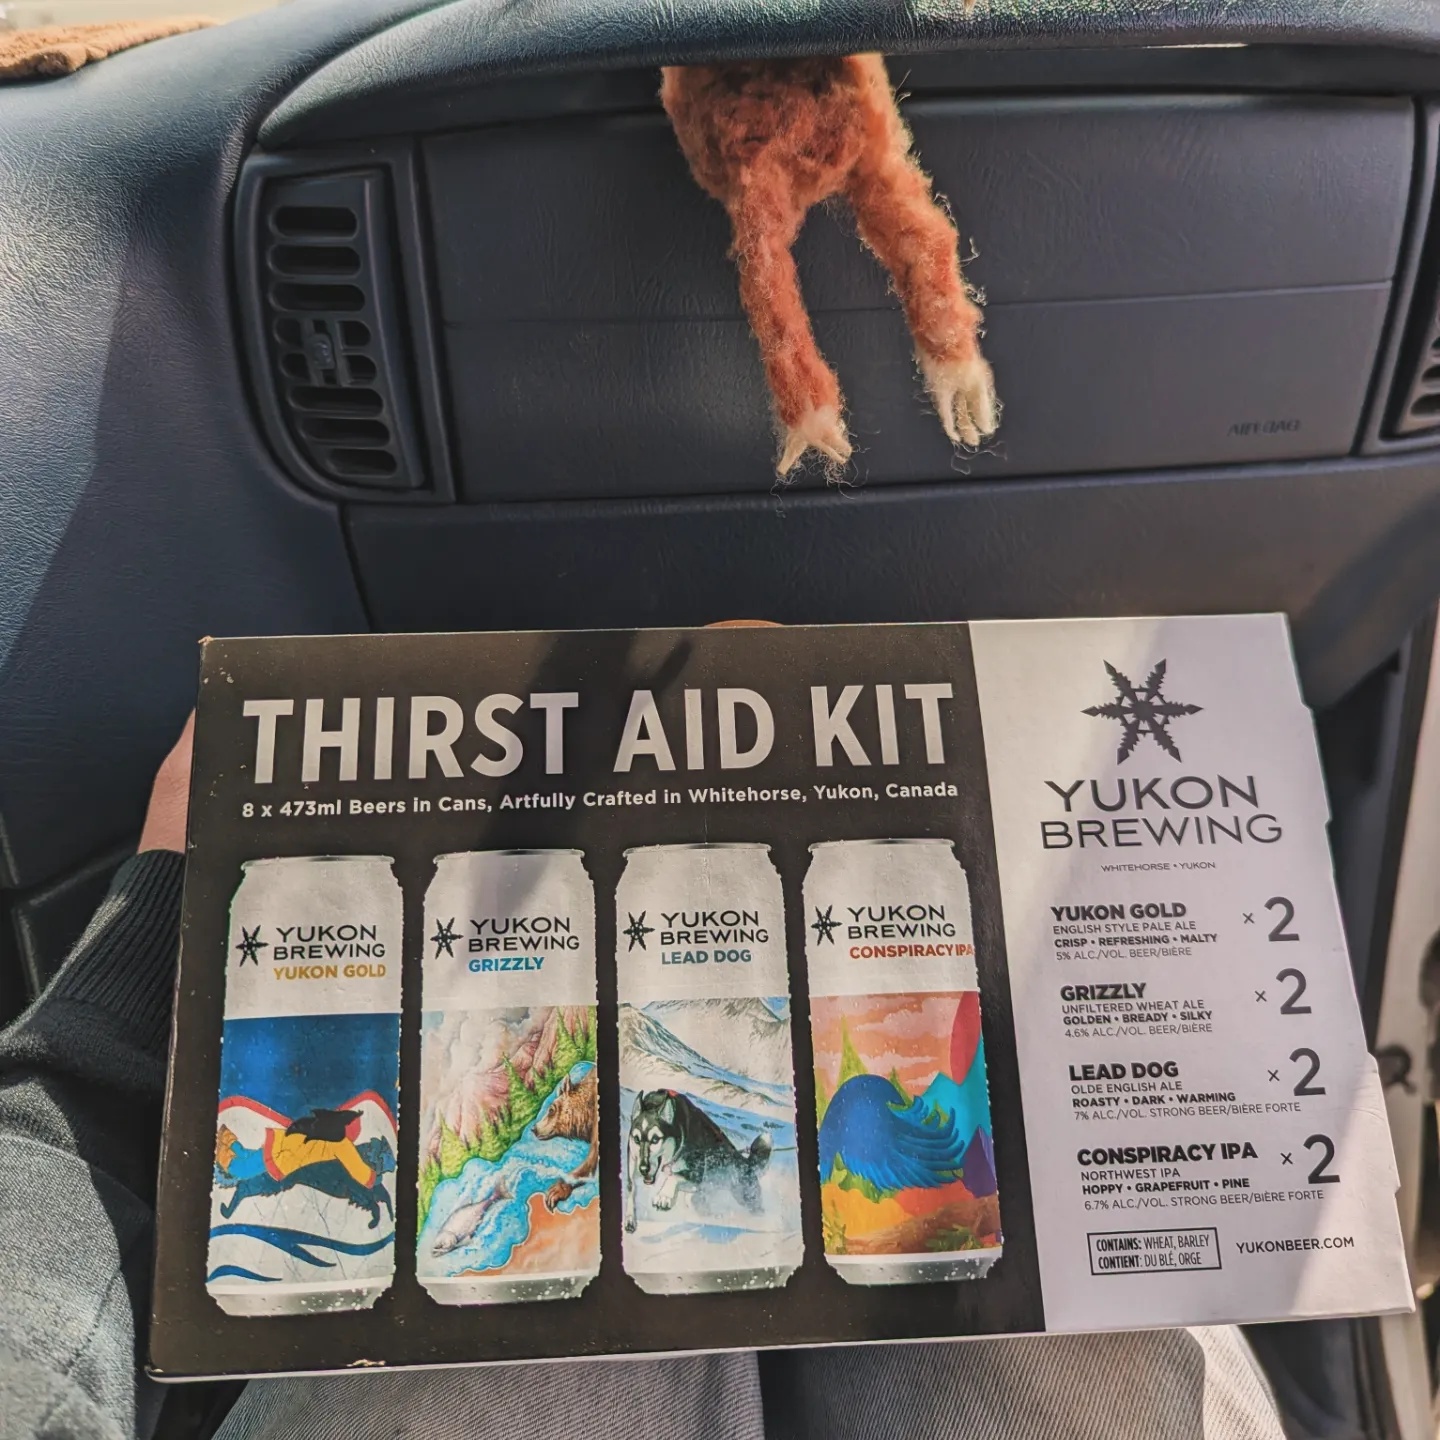 AIRBAG
THIRST AID KIT
8 x 473ml Beers in Cans, Artfully Crafted in Whitehorse, Yukon, Canada
YUKON
BREWING
YUKON GOLD
YUKON
BREWING
GRIZZLY
YUKON
BREWING
LEAD DOG
YUKON
BREWING
CONSPIRACY IPA
YUKON
BREWING
WHITEHORSE • YUKON
YUKON GOLD x 2
ENGLISH STYLE PALE ALE
CRISP • REFRESHING • MALTY
5% ALC./VOL. BEER/BIÈRE
GRIZZLY x 2
UNFILTERED WHEAT ALE
GOLDEN • BREADY • SILKY
4.6% ALC./VOL. BEER/BIÈRE
LEAD DOG x 2
OLDE ENGLISH ALE
ROASTY • DARK • WARMING
7% ALC./VOL. STRONG BEER/BIÈRE FORTE
CONSPIRACY IPA x 2
NORTHWEST IPA
HOPPY • GRAPEFRUIT • PINE
6.7% ALC./VOL. STRONG BEER/BIÈRE FORTE
CONTAINS: WHEAT, BARLEY
CONTIENT: DU BLÉ, ORGE
YUKONBEER.COM